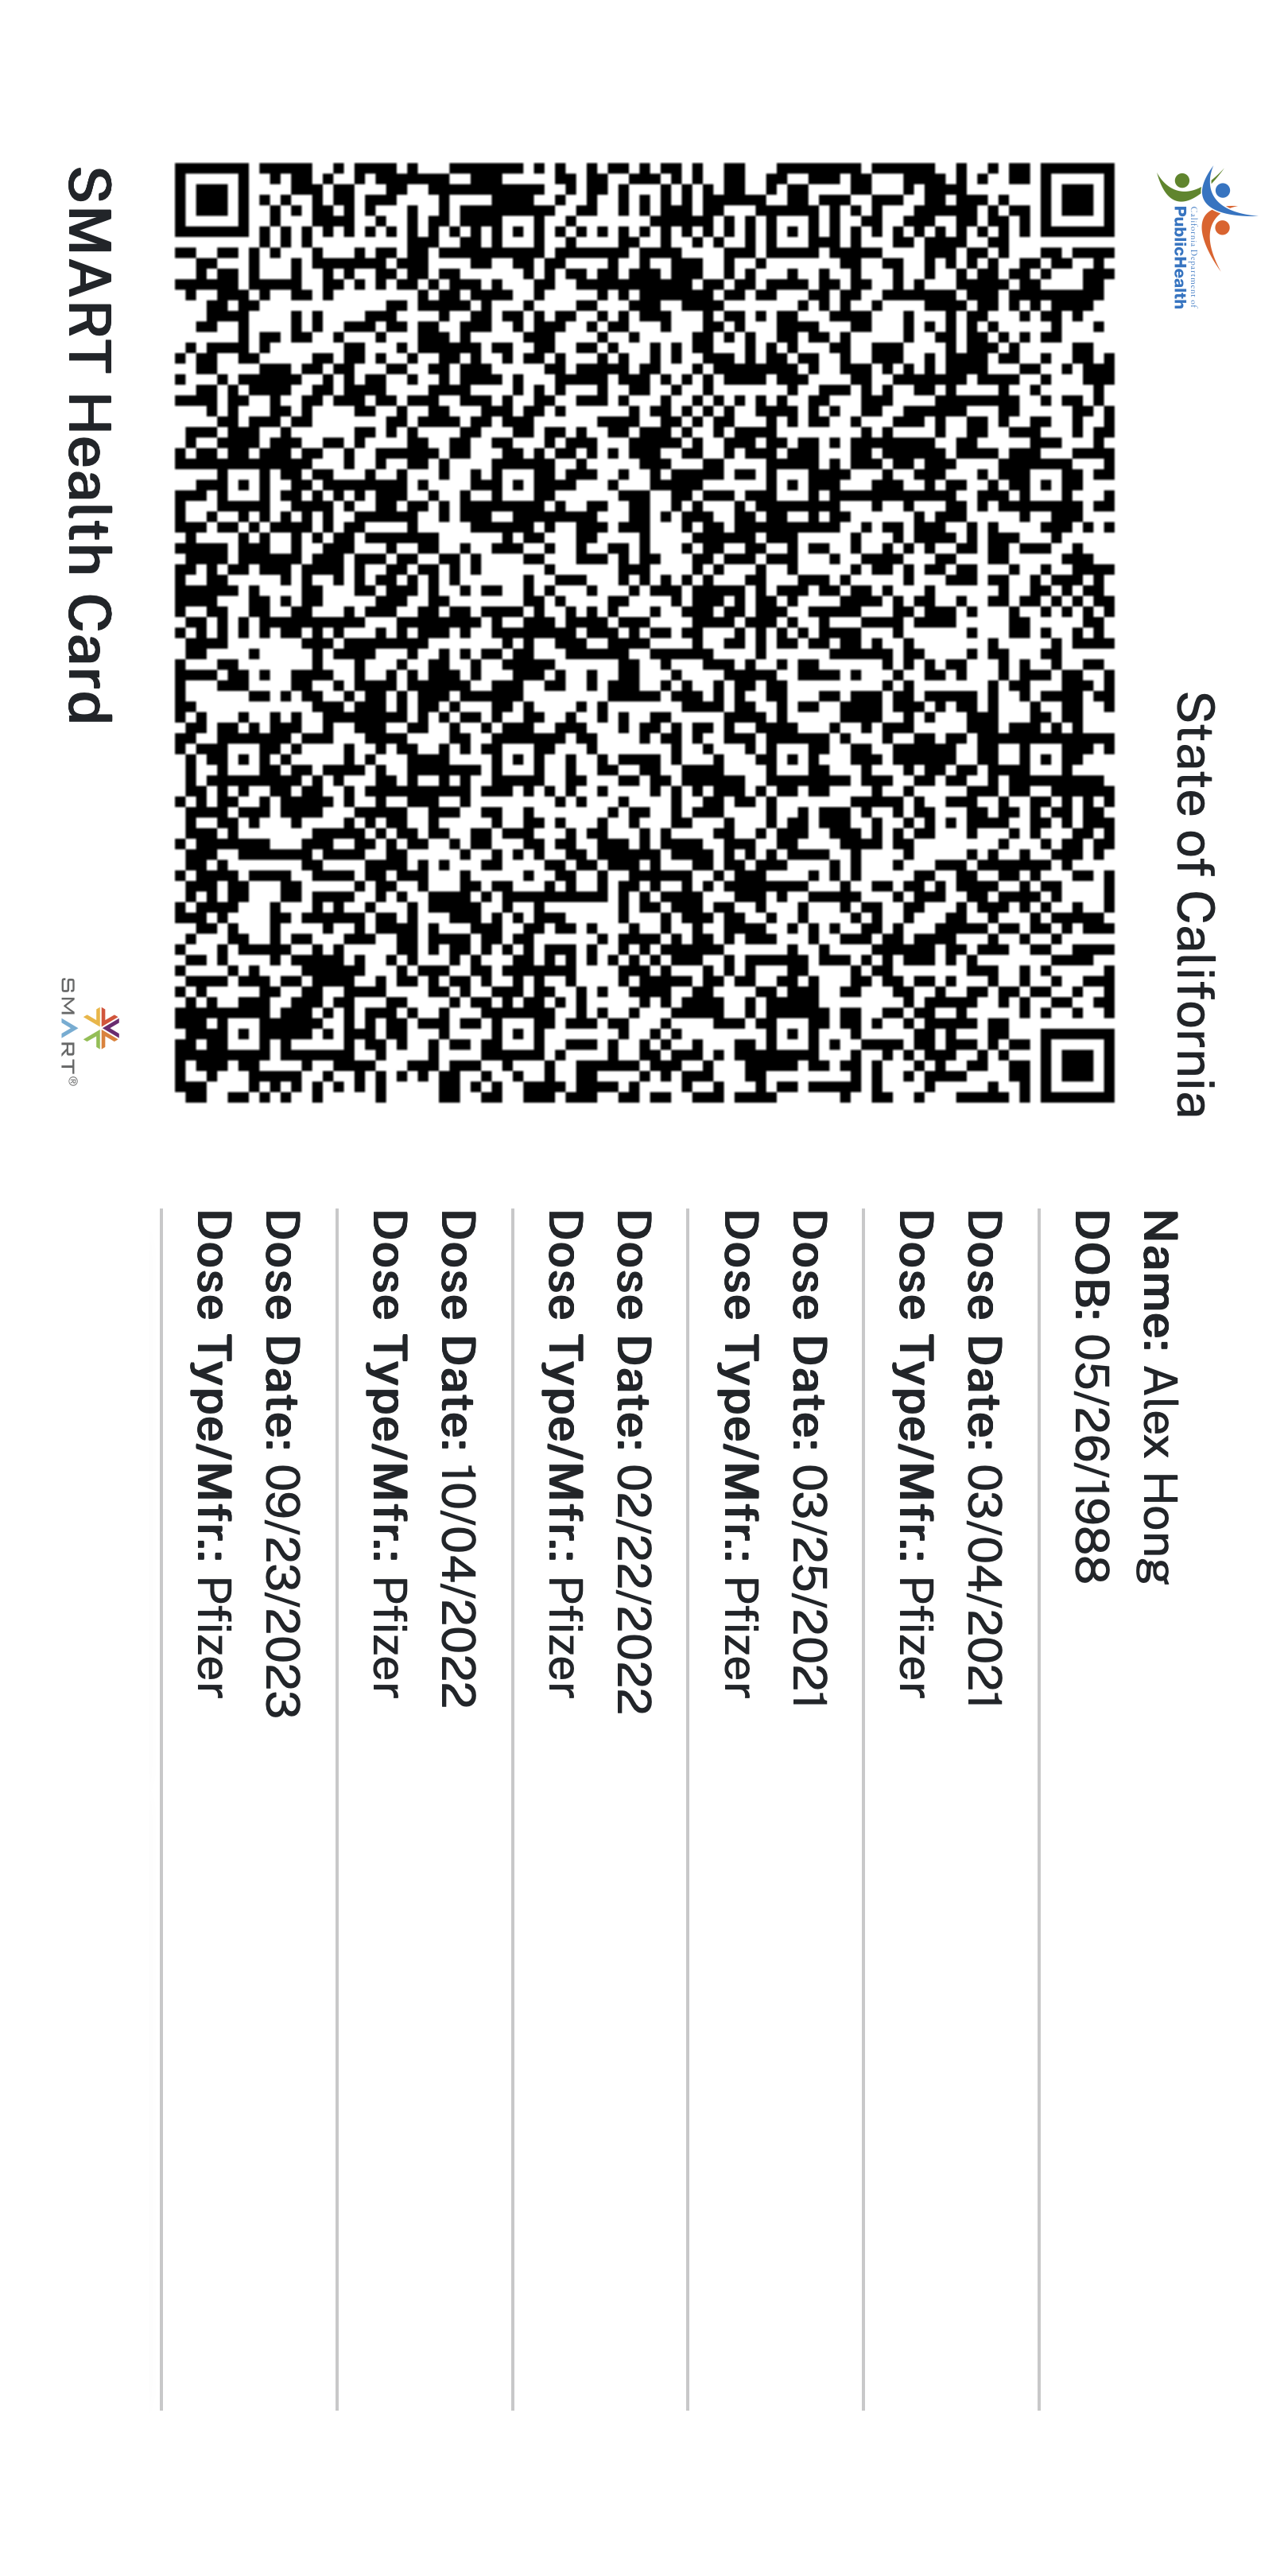 California Department of
PublicHealth
State of California
SMART Health Card
SMART®
Name: Alex Hong
DOB: 05/26/1988
Dose Date: 03/04/2021
Dose Type/Mfr.: Pfizer
Dose Date: 03/25/2021
Dose Type/Mfr.: Pfizer
Dose Date: 02/22/2022
Dose Type/Mfr.: Pfizer
Dose Date: 10/04/2022
Dose Type/Mfr.: Pfizer
Dose Date: 09/23/2023
Dose Type/Mfr.: Pfizer